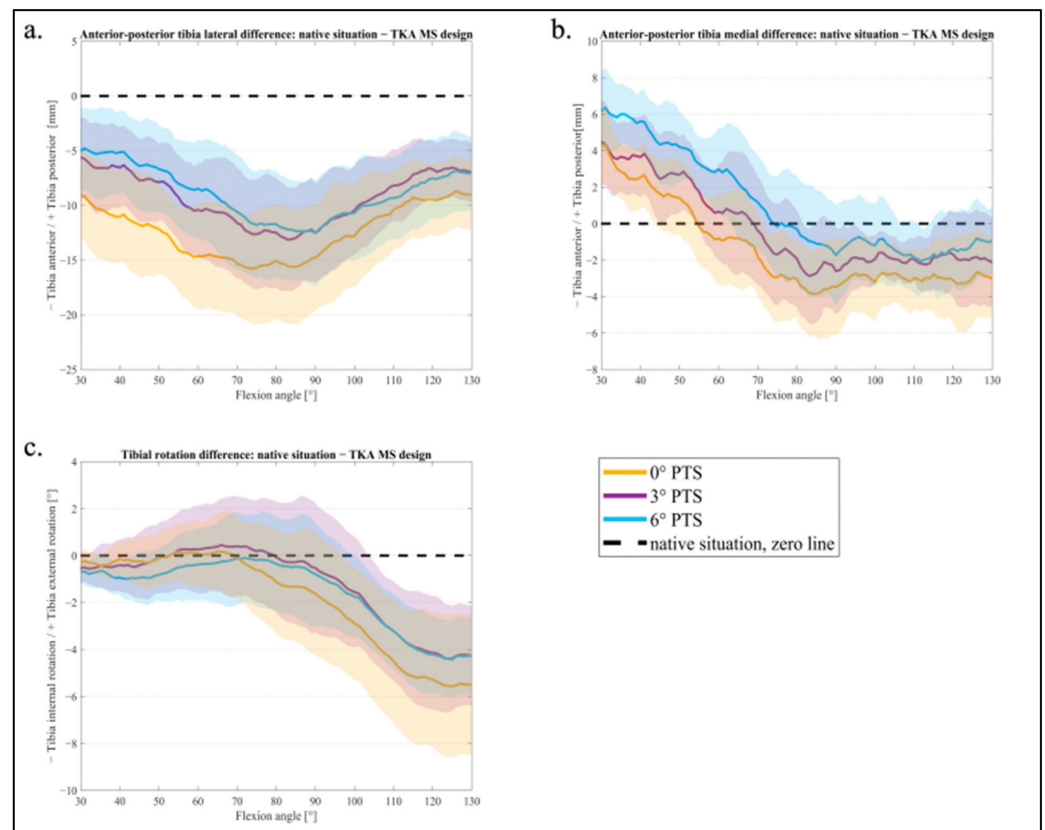 a.
Anterior-posterior tibia lateral difference: native situation − TKA MS design
− Tibia anterior / + Tibia posterior [mm]
5
0
−5
−10
−15
−20
−25
30 40 50 60 70 80 90 100 110 120 130
Flexion angle [°]
b.
Anterior-posterior tibia medial difference: native situation − TKA MS design
− Tibia anterior / + Tibia posterior[mm]
10
8
6
4
2
0
−2
−4
−6
−8
30 40 50 60 70 80 90 100 110 120 130
Flexion angle [°]
c.
Tibial rotation difference: native situation − TKA MS design
− Tibia internal rotation / + Tibia external rotation [°]
4
2
0
−2
−4
−6
−8
−10
30 40 50 60 70 80 90 100 110 120 130
Flexion angle [°]
0° PTS
3° PTS
6° PTS
native situation, zero line